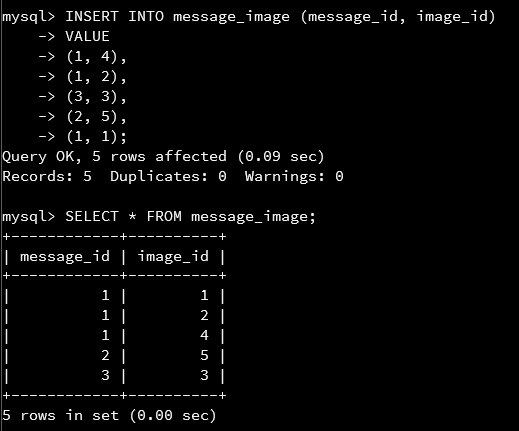 mysql> INSERT INTO message_image (message_id, image_id)
    -> VALUE
    -> (1, 4),
    -> (1, 2),
    -> (3, 3),
    -> (2, 5),
    -> (1, 1);
Query OK, 5 rows affected (0.09 sec)
Records: 5  Duplicates: 0  Warnings: 0

mysql> SELECT * FROM message_image;
+------------+----------+
| message_id | image_id |
+------------+----------+
|          1 |        1 |
|          1 |        2 |
|          1 |        4 |
|          2 |        5 |
|          3 |        3 |
+------------+----------+
5 rows in set (0.00 sec)